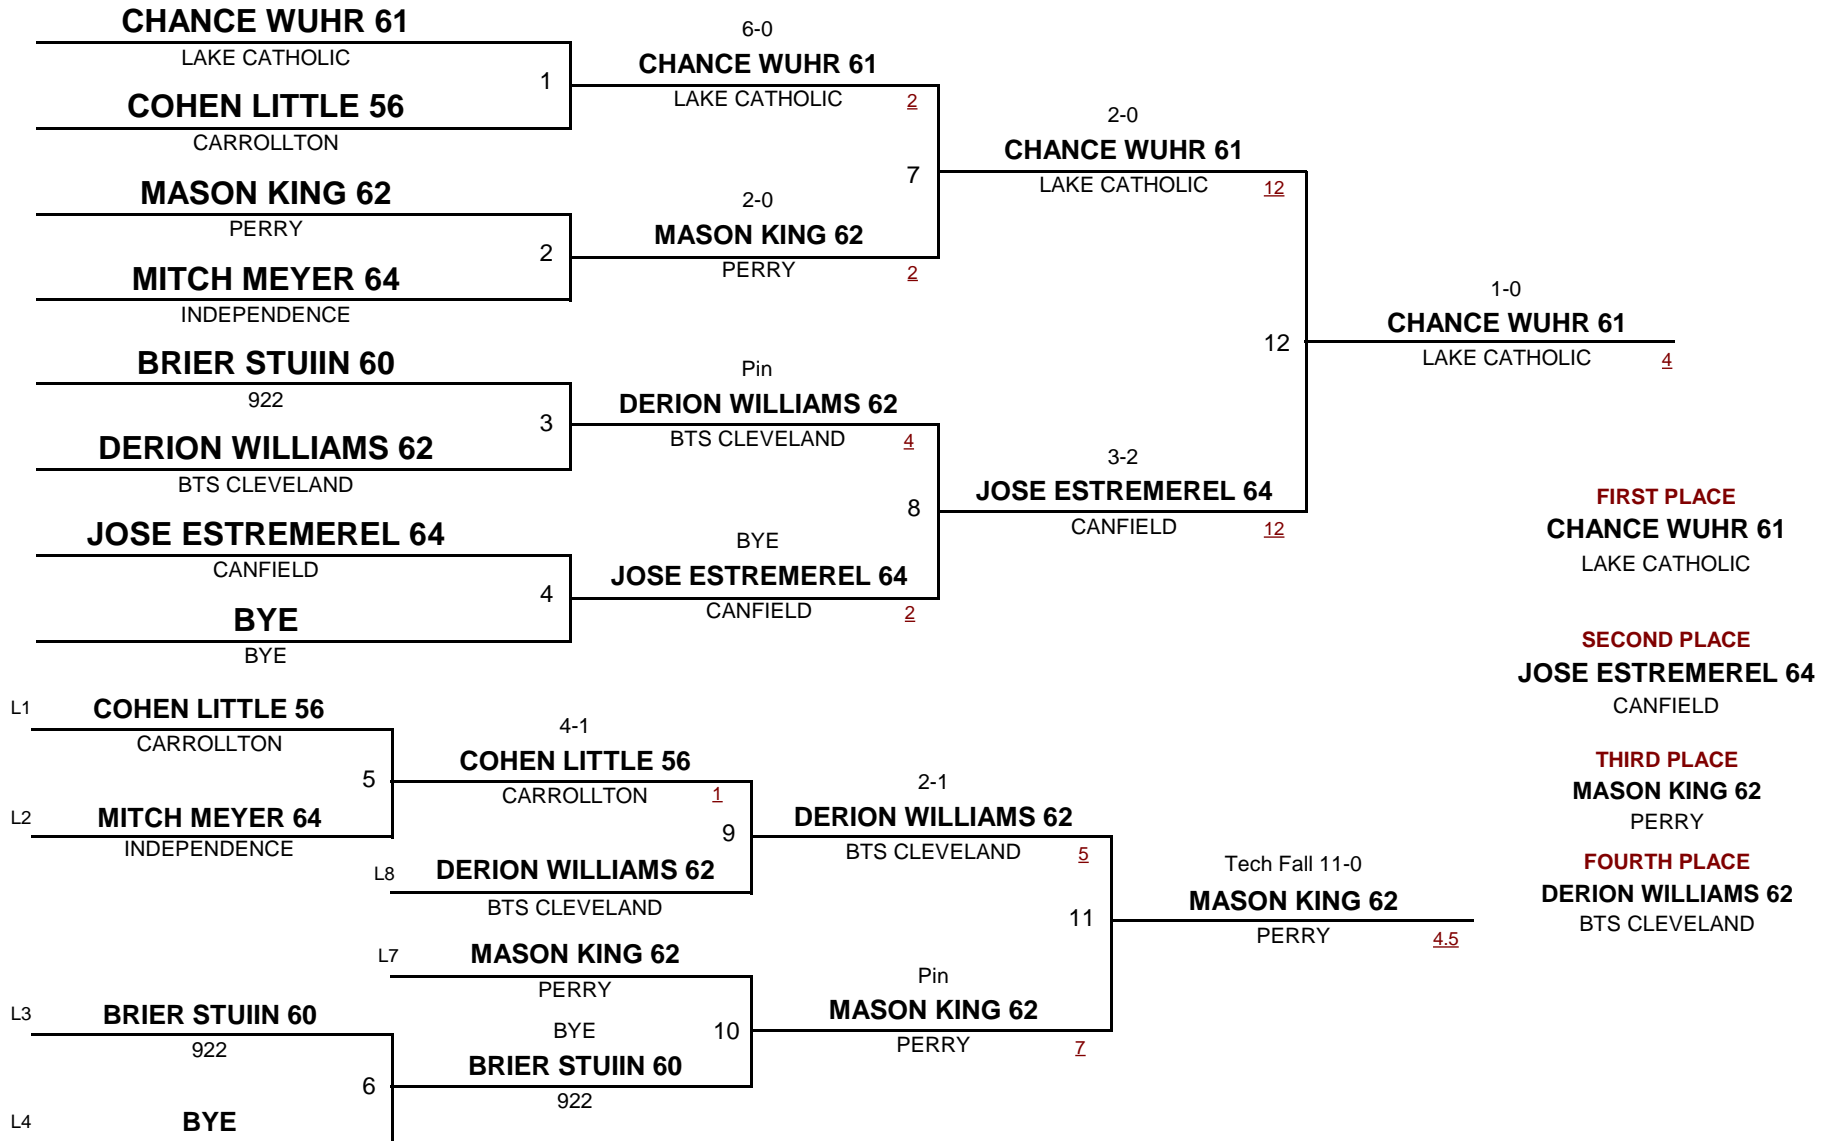 CHANCE WUHR 61
LAKE CATHOLIC
1
COHEN LITTLE 56
CARROLLTON
MASON KING 62
PERRY
2
MITCH MEYER 64
INDEPENDENCE
BRIER STUIIN 60
922
3
DERION WILLIAMS 62
BTS CLEVELAND
JOSE ESTREMEREL 64
CANFIELD
4
BYE
BYE
6-0
CHANCE WUHR 61
LAKE CATHOLIC 2
7
2-0
MASON KING 62
PERRY 2
Pin
DERION WILLIAMS 62
BTS CLEVELAND 4
8
BYE
JOSE ESTREMEREL 64
CANFIELD 2
2-0
CHANCE WUHR 61
LAKE CATHOLIC 12
12
3-2
JOSE ESTREMEREL 64
CANFIELD 12
1-0
CHANCE WUHR 61
LAKE CATHOLIC 4
FIRST PLACE
CHANCE WUHR 61
LAKE CATHOLIC
SECOND PLACE
JOSE ESTREMEREL 64
CANFIELD
THIRD PLACE
MASON KING 62
PERRY
FOURTH PLACE
DERION WILLIAMS 62
BTS CLEVELAND
L1 COHEN LITTLE 56
CARROLLTON
5
L2 MITCH MEYER 64
INDEPENDENCE
L3 BRIER STUIIN 60
922
6
L4 BYE
4-1
COHEN LITTLE 56
CARROLLTON 1
9
L8 DERION WILLIAMS 62
BTS CLEVELAND
L7 MASON KING 62
PERRY
10
BYE
BRIER STUIIN 60
922
2-1
DERION WILLIAMS 62
BTS CLEVELAND 5
11
Pin
MASON KING 62
PERRY 7
Tech Fall 11-0
MASON KING 62
PERRY 4.5